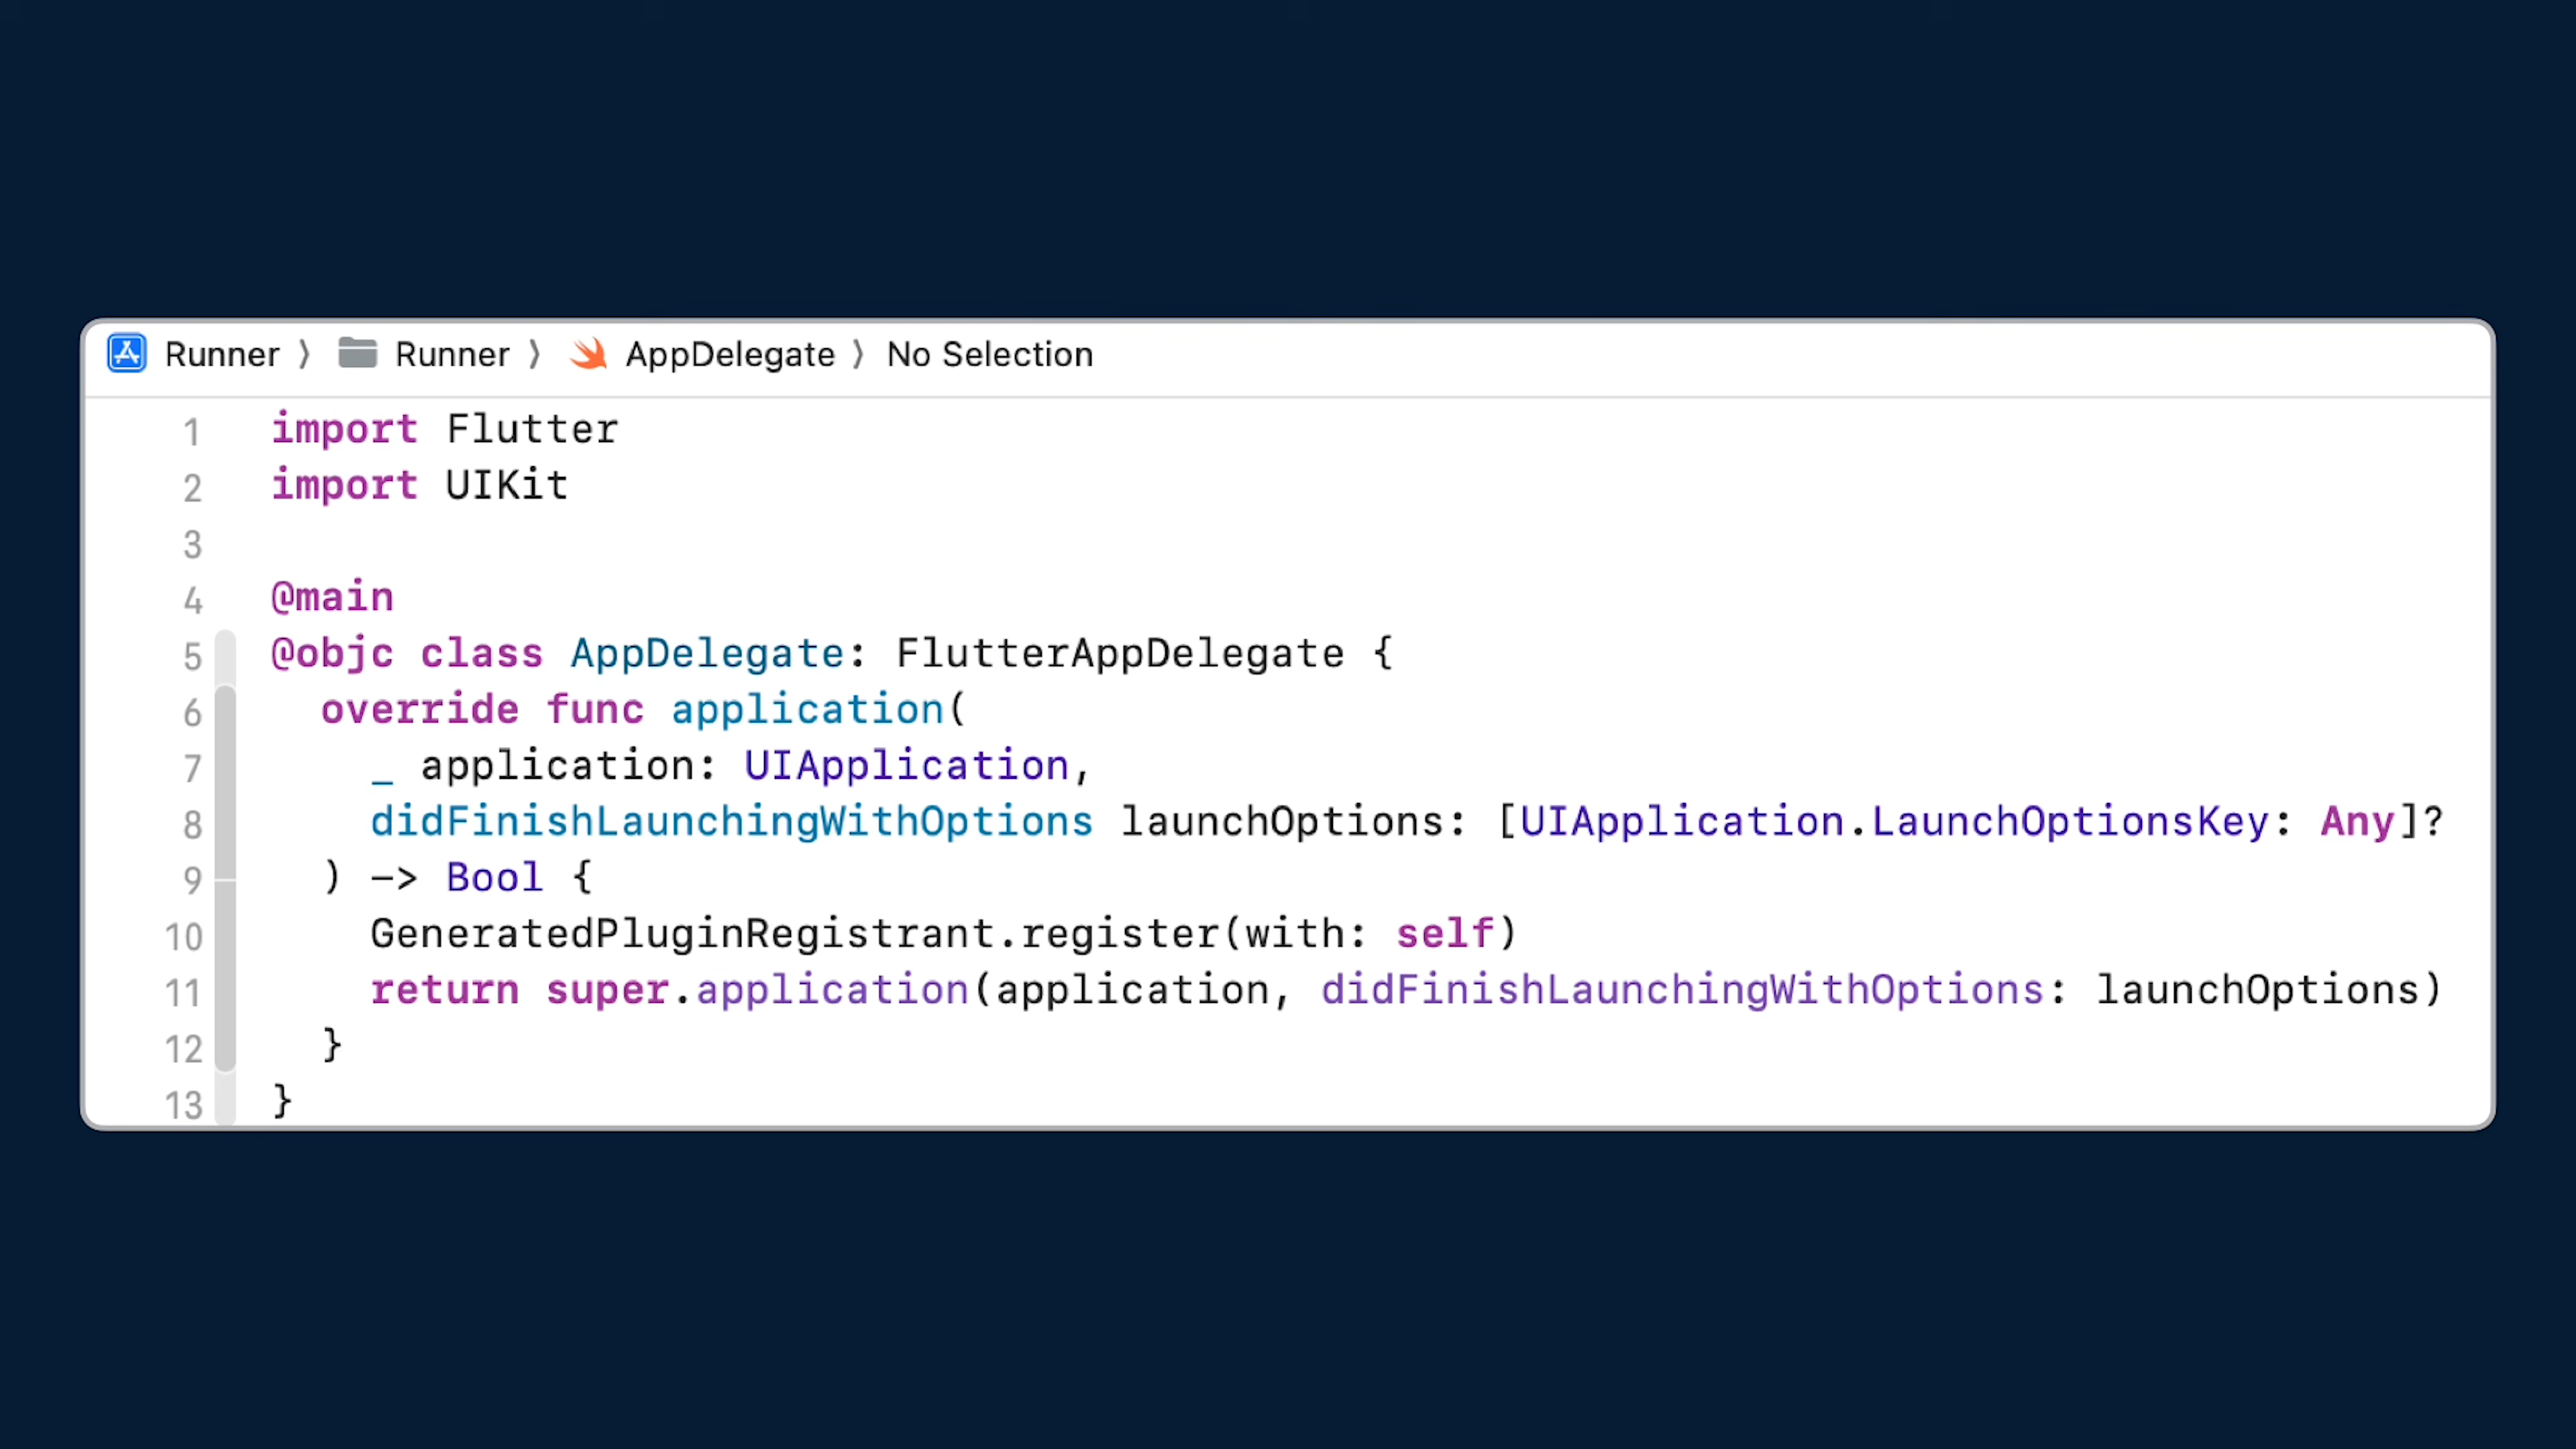 Runner 〉 Runner 〉 AppDelegate 〉 No Selection
1 import Flutter
2 import UIKit
3
4 @main
5 @objc class AppDelegate: FlutterAppDelegate {
6   override func application(
7     _ application: UIApplication,
8     didFinishLaunchingWithOptions launchOptions: [UIApplication.LaunchOptionsKey: Any]?
9   ) -> Bool {
10     GeneratedPluginRegistrant.register(with: self)
11     return super.application(application, didFinishLaunchingWithOptions: launchOptions)
12   }
13 }